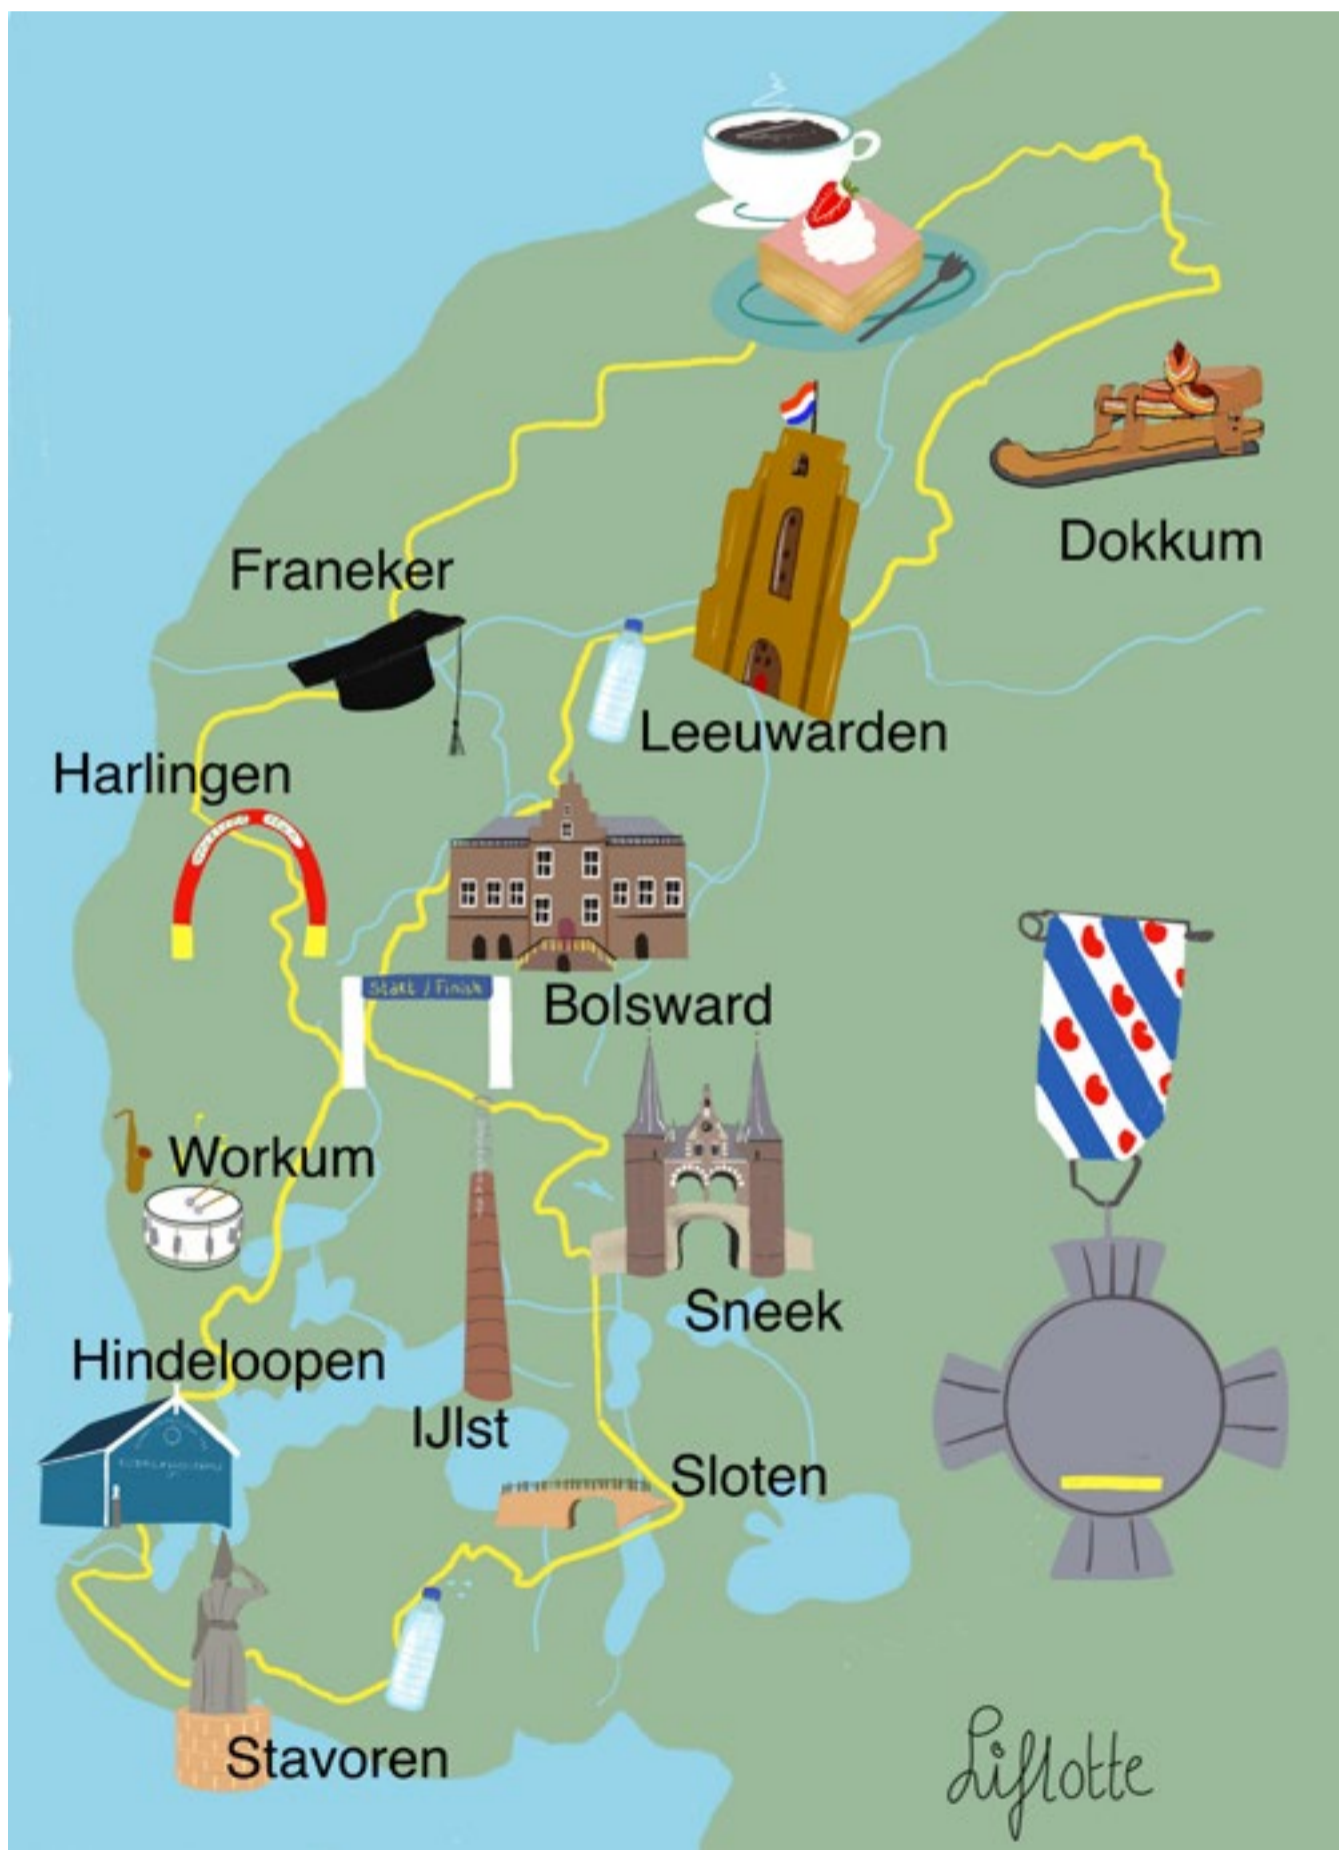 Franeker
Dokkum
Leeuwarden
Harlingen
Start / Finish
Bolsward
Workum
Sneek
Hindeloopen
IJlst
Sloten
Stavoren
Liflotte